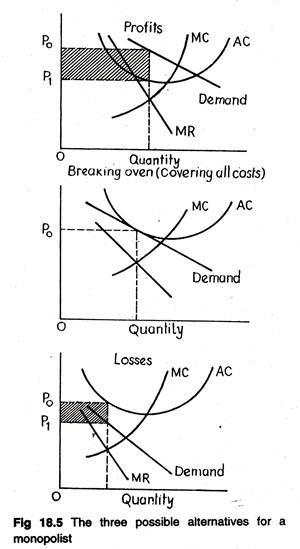 Profits
P₀
MC
AC
P₁
Demand
MR
O
Quantity
Breaking oven (Covering all costs)
MC
AC
P₀
Demand
O
Quantity
Losses
MC
AC
P₀
P₁
MR
Demand
O
Quantity
Fig 18.5 The three possible alternatives for a
monopolist